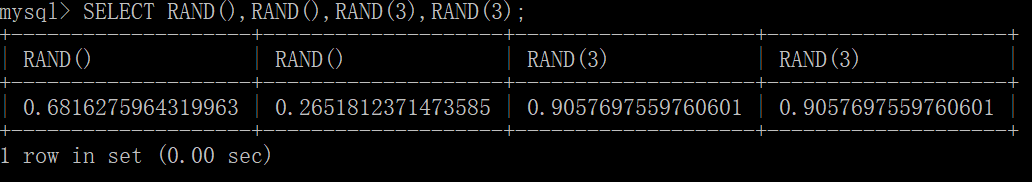 mysql> SELECT RAND(),RAND(),RAND(3),RAND(3);
+--------------------+--------------------+--------------------+--------------------+
| RAND()             | RAND()             | RAND(3)            | RAND(3)            |
+--------------------+--------------------+--------------------+--------------------+
| 0.6816275964319963 | 0.2651812371473585 | 0.9057697559760601 | 0.9057697559760601 |
+--------------------+--------------------+--------------------+--------------------+
1 row in set (0.00 sec)